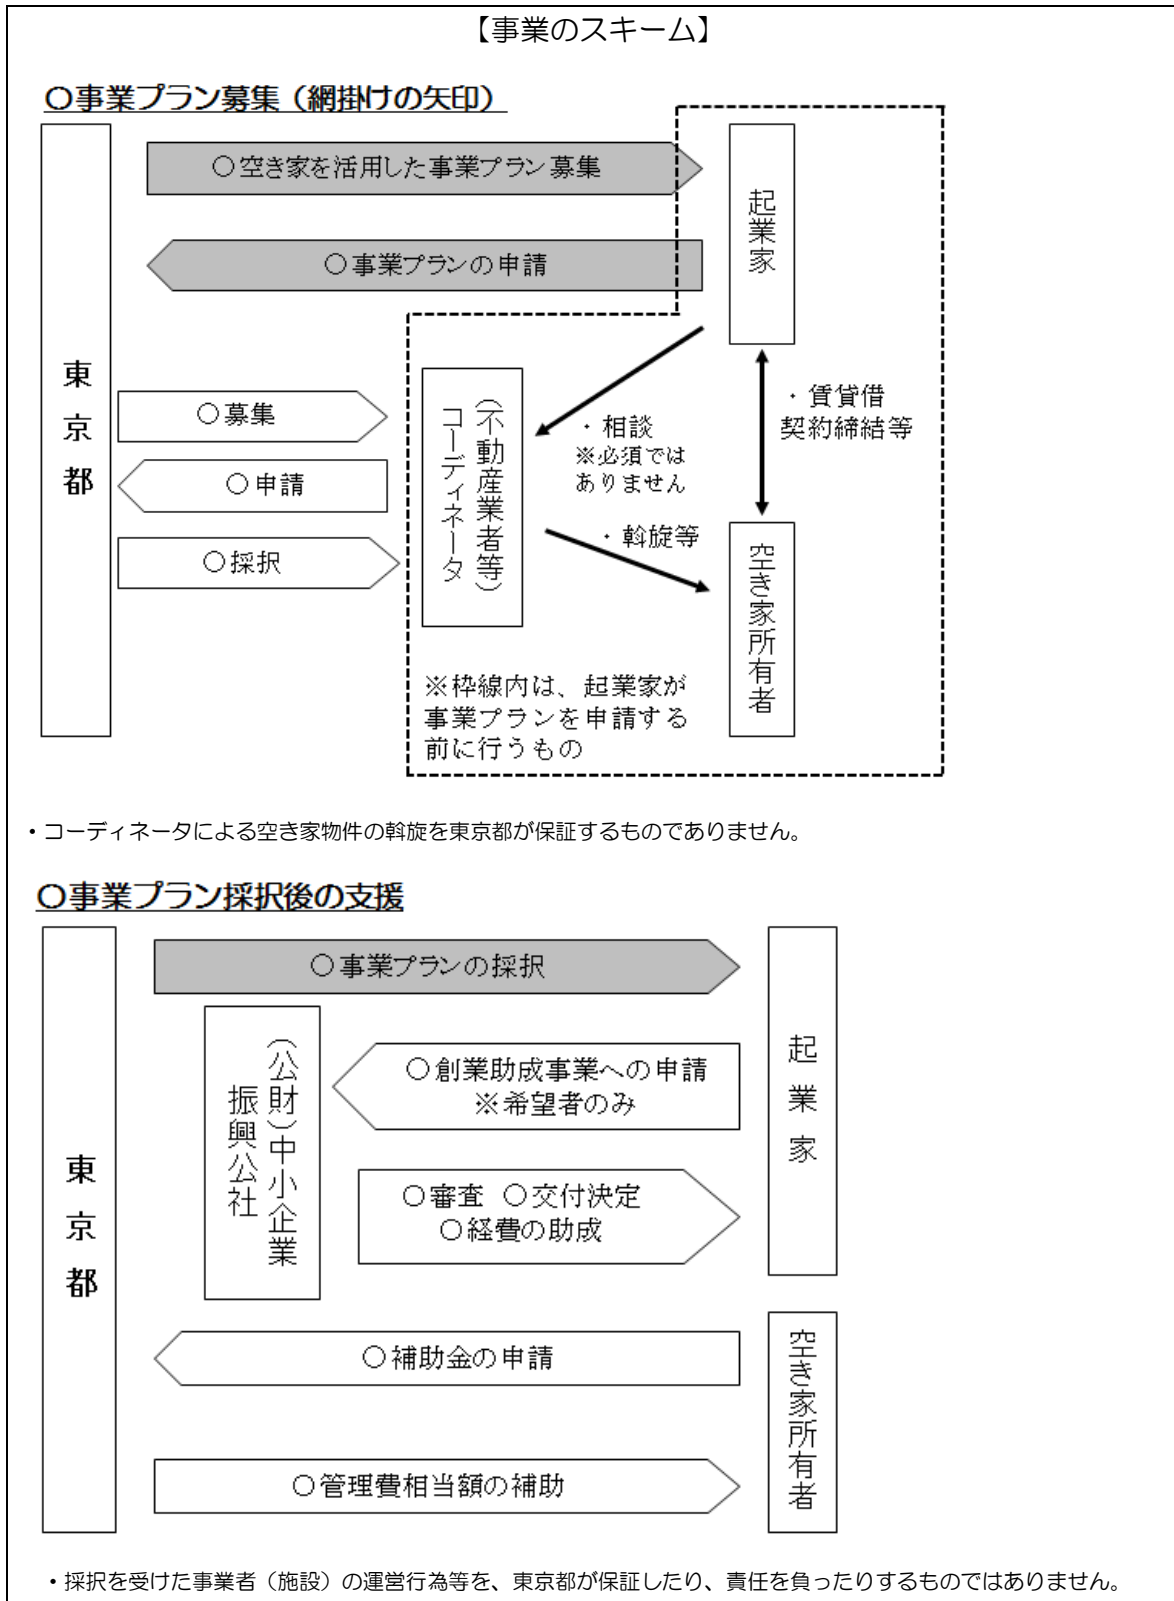 【事業のスキーム】
○事業プラン募集（網掛けの矢印）
○空き家を活用した事業プラン募集
○事業プランの申請
起業家
東京都
○募集
○申請
○採択
（不動産業者等）
コーディネータ
・相談
※必須では
ありません
・賃貸借
契約締結等
・斡旋等
空き家所有者
※枠線内は、起業家が
事業プランを申請する
前に行うもの
・コーディネータによる空き家物件の斡旋を東京都が保証するものでありません。
○事業プラン採択後の支援
○事業プランの採択
東京都
（公財）中小企業
振興公社
○創業助成事業への申請
※希望者のみ
○審査 ○交付決定
○経費の助成
起業家
○補助金の申請
○管理費相当額の補助
空き家所有者
・採択を受けた事業者（施設）の運営行為等を、東京都が保証したり、責任を負ったりするものではありません。